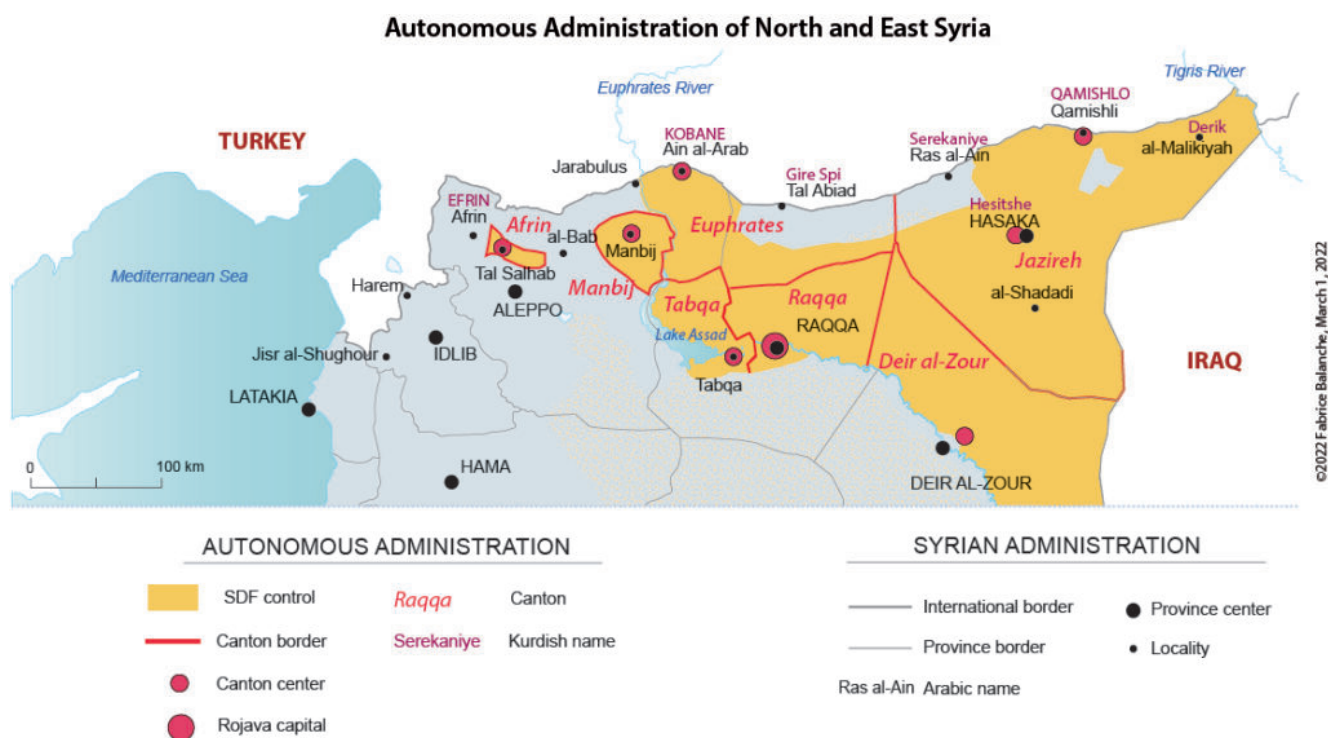 Autonomous Administration of North and East Syria
Tigris River
Euphrates River
QAMISHLO
Qamishli
TURKEY
KOBANE
Ain al-Arab
Serekaniye
Ras al-Ain
Derik
al-Malikiyah
Jarabulus
Gire Spi
Tal Abiad
EFRIN
Afrin
Afrin
al-Bab
Manbij
Euphrates
Hesitshe
HASAKA
Mediterranean Sea
Tal Salhab
Harem
ALEPPO
Manbij
Tabqa
Raqqa
Jazireh
al-Shadadi
RAQQA
Lake Assad
IDLIB
Jisr al-Shughour
Tabqa
Deir al-Zour
IRAQ
LATAKIA
0 100 km
HAMA
DEIR AL-ZOUR
©2022 Fabrice Balanche, March 1, 2022
AUTONOMOUS ADMINISTRATION
SDF control
Raqqa Canton
Canton border
Serekaniye Kurdish name
Canton center
Rojava capital
SYRIAN ADMINISTRATION
International border
Province center
Province border
Locality
Ras al-Ain Arabic name